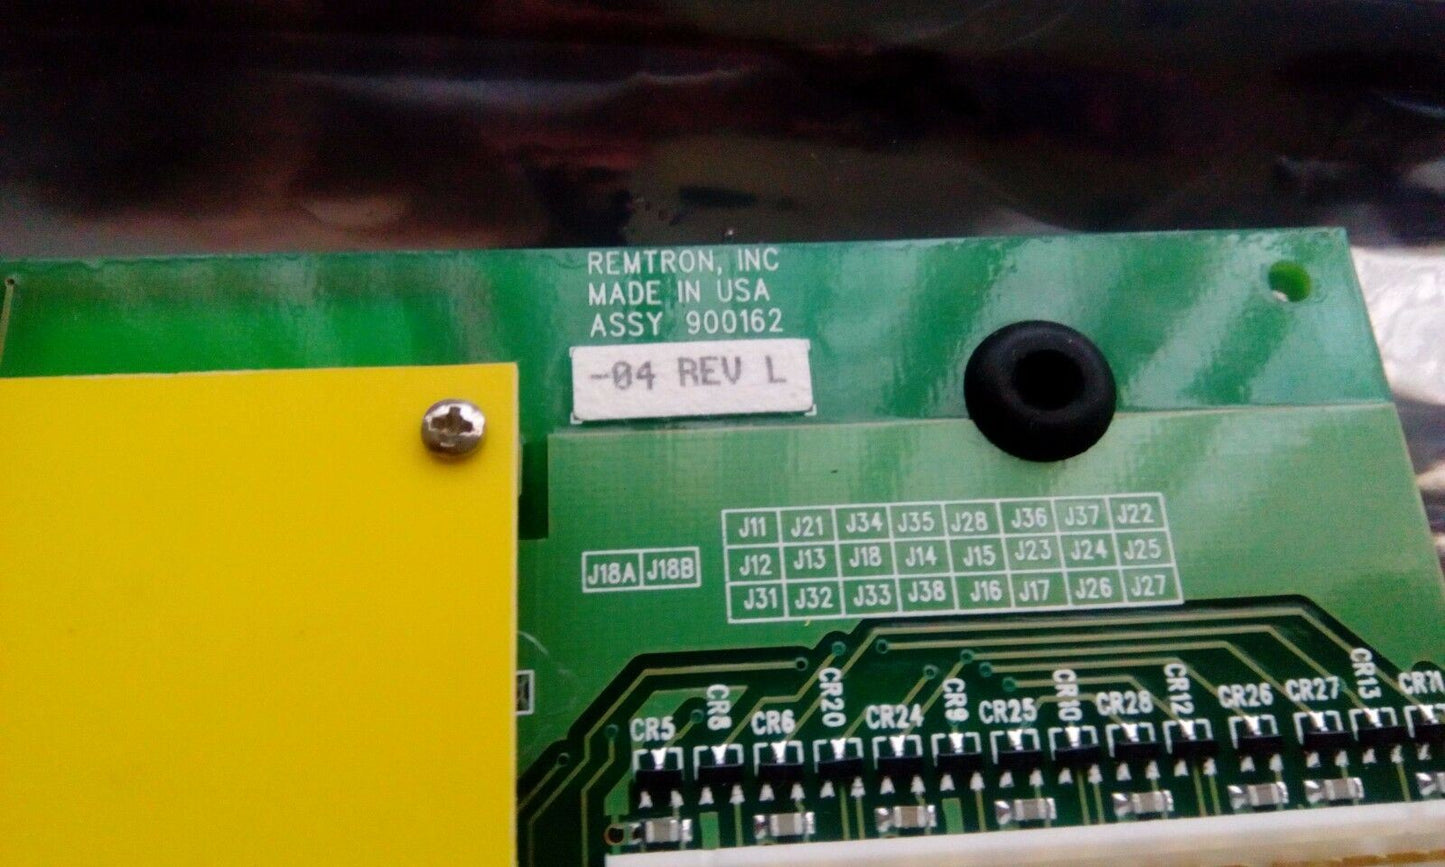 REMTRON, INC
MADE IN USA
ASSY 900162
-04 REV L
J11 J21 J34 J35 J28 J36 J37 J22
J18A J18B J12 J13 J18 J14 J15 J23 J24 J25
J31 J32 J33 J38 J16 J17 J26 J27
CR5 CR8 CR6 CR20 CR24 CR9 CR25 CR10 CR28 CR12 CR26 CR27 CR13